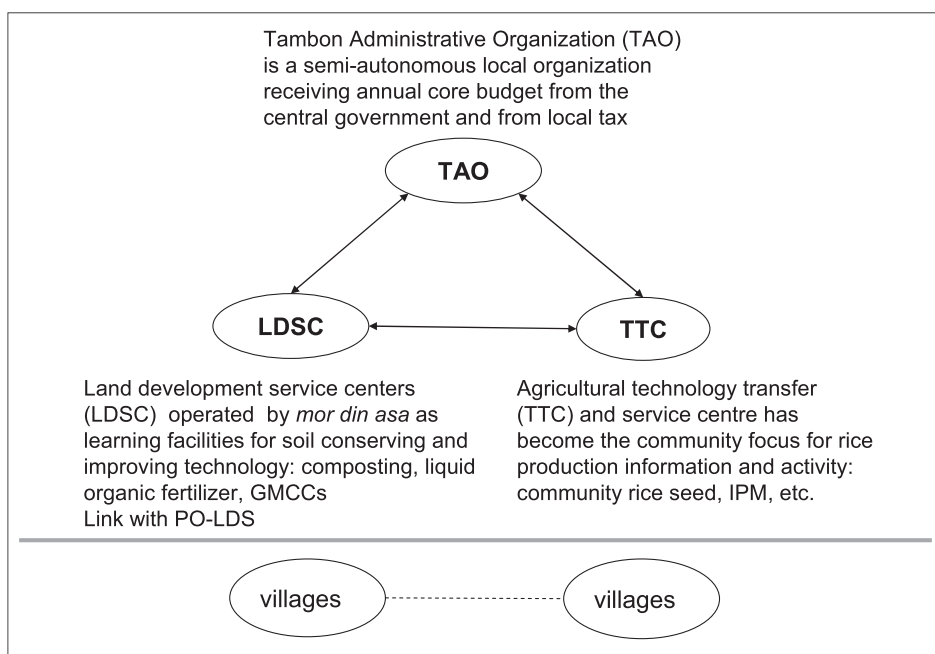 Tambon Administrative Organization (TAO)
is a semi-autonomous local organization
receiving annual core budget from the
central government and from local tax
TAO
LDSC
TTC
Land development service centers
(LDSC) operated by mor din asa as
learning facilities for soil conserving and
improving technology: composting, liquid
organic fertilizer, GMCCs
Link with PO-LDS
Agricultural technology transfer
(TTC) and service centre has
become the community focus for rice
production information and activity:
community rice seed, IPM, etc.
villages
villages